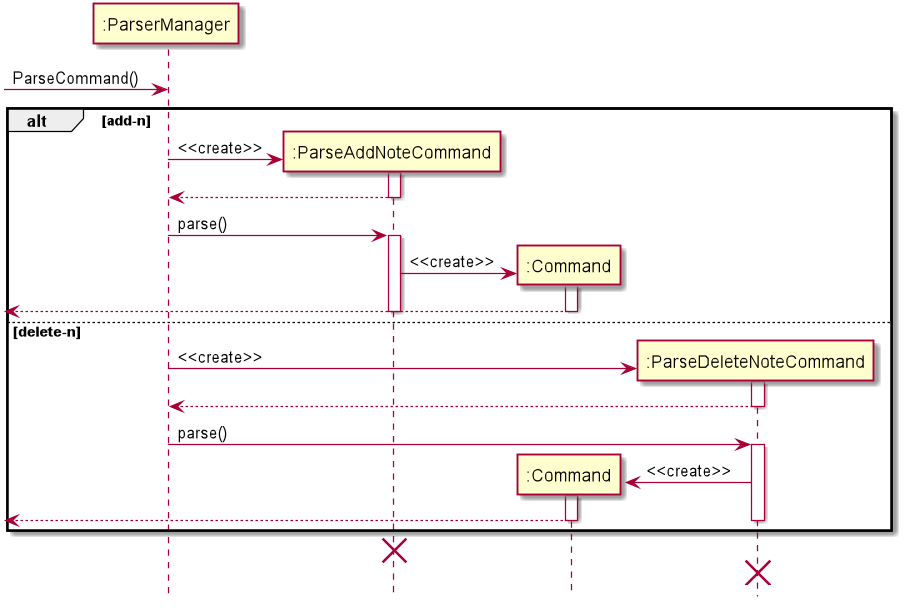 :ParserManager
ParseCommand()
alt [add-n]
<<create>>
:ParseAddNoteCommand
parse()
<<create>>
:Command
[delete-n]
<<create>>
:ParseDeleteNoteCommand
parse()
:Command
<<create>>